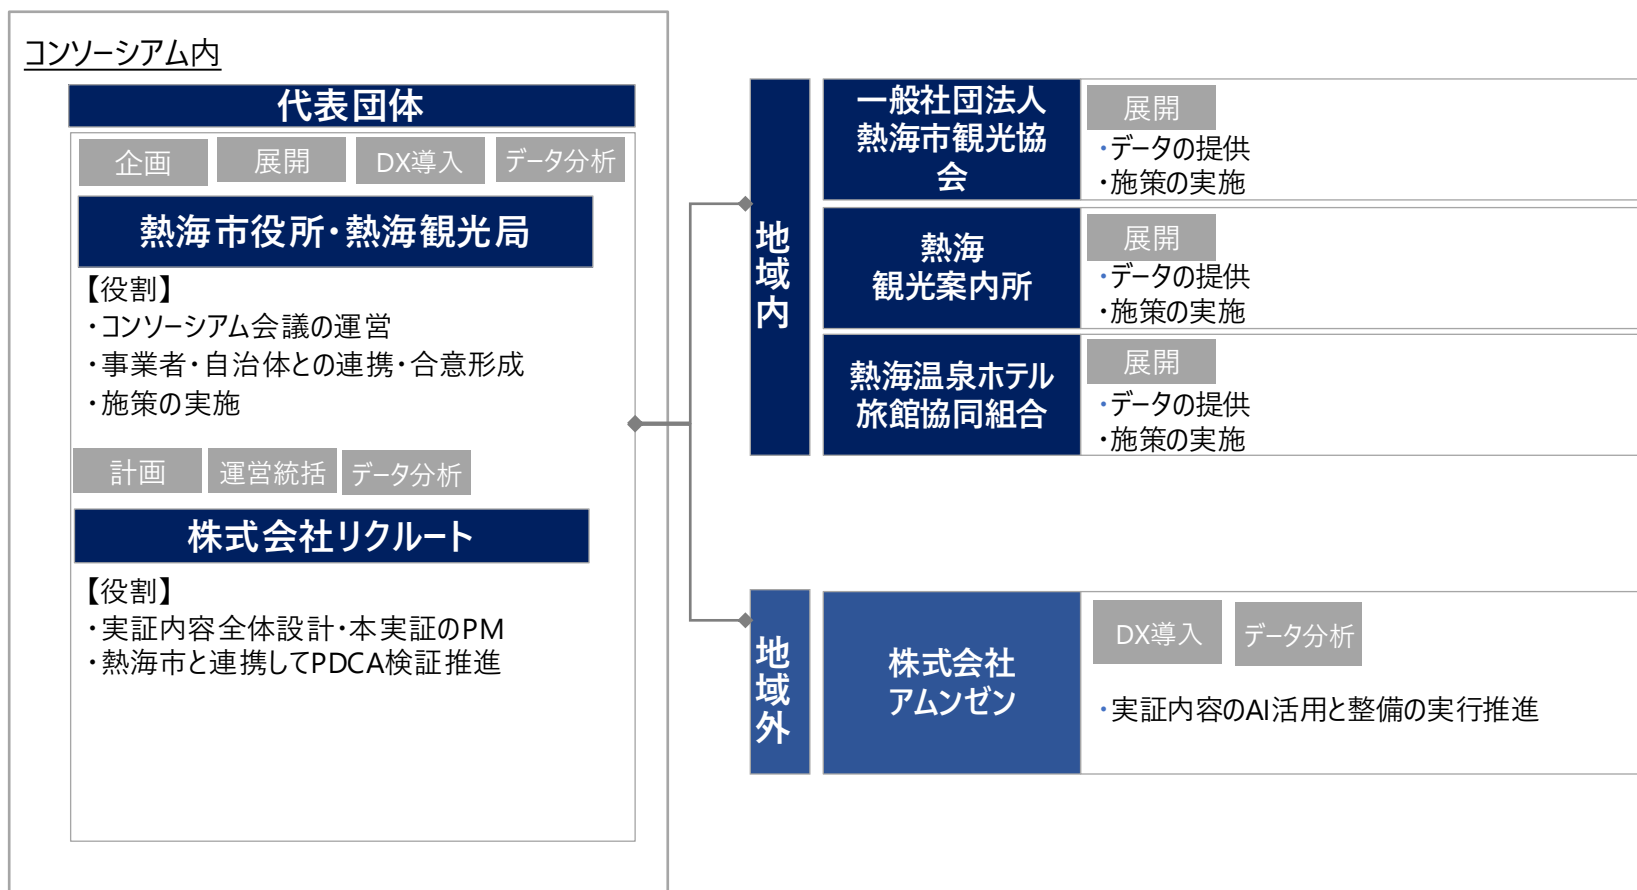 コンソーシアム内
代表団体
企画 展開 DX導入 データ分析
熱海市役所・熱海観光局
【役割】
・コンソーシアム会議の運営
・事業者・自治体との連携・合意形成
・施策の実施
計画 運営統括 データ分析
株式会社リクルート
【役割】
・実証内容全体設計・本実証のPM
・熱海市と連携してPDCA検証推進
地域内
一般社団法人
熱海市観光協
会
展開
・データの提供
・施策の実施
熱海
観光案内所
展開
・データの提供
・施策の実施
熱海温泉ホテル
旅館協同組合
展開
・データの提供
・施策の実施
地域外
株式会社
アムンゼン
DX導入 データ分析
・実証内容のAI活用と整備の実行推進